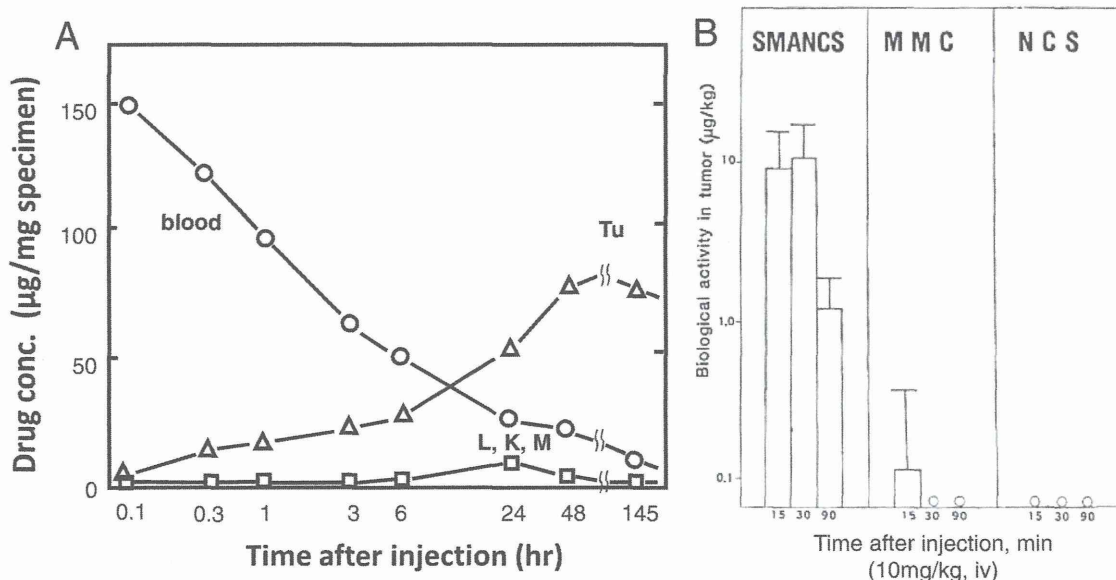 A
Drug conc. (µg/mg specimen)
150
100
50
0
blood
Tu
L, K, M
0.1 0.3 1 3 6 24 48 145
Time after injection (hr)
B
SMANCS MMC NCS
Biological activity in tumor (µg/kg)
10
1.0
0.1
15 30 90 15 30 90 15 30 90
Time after injection, min
(10mg/kg, iv)